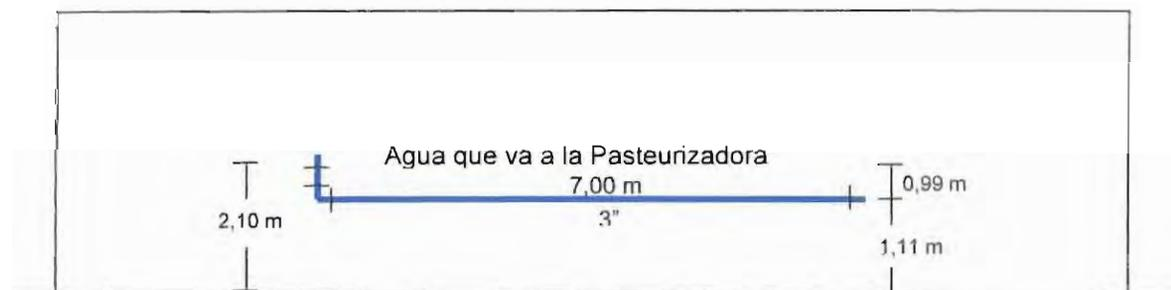 Agua que va a la Pasteurizadora
7,00 m
0,99 m
2,10 m
3"
1,11 m